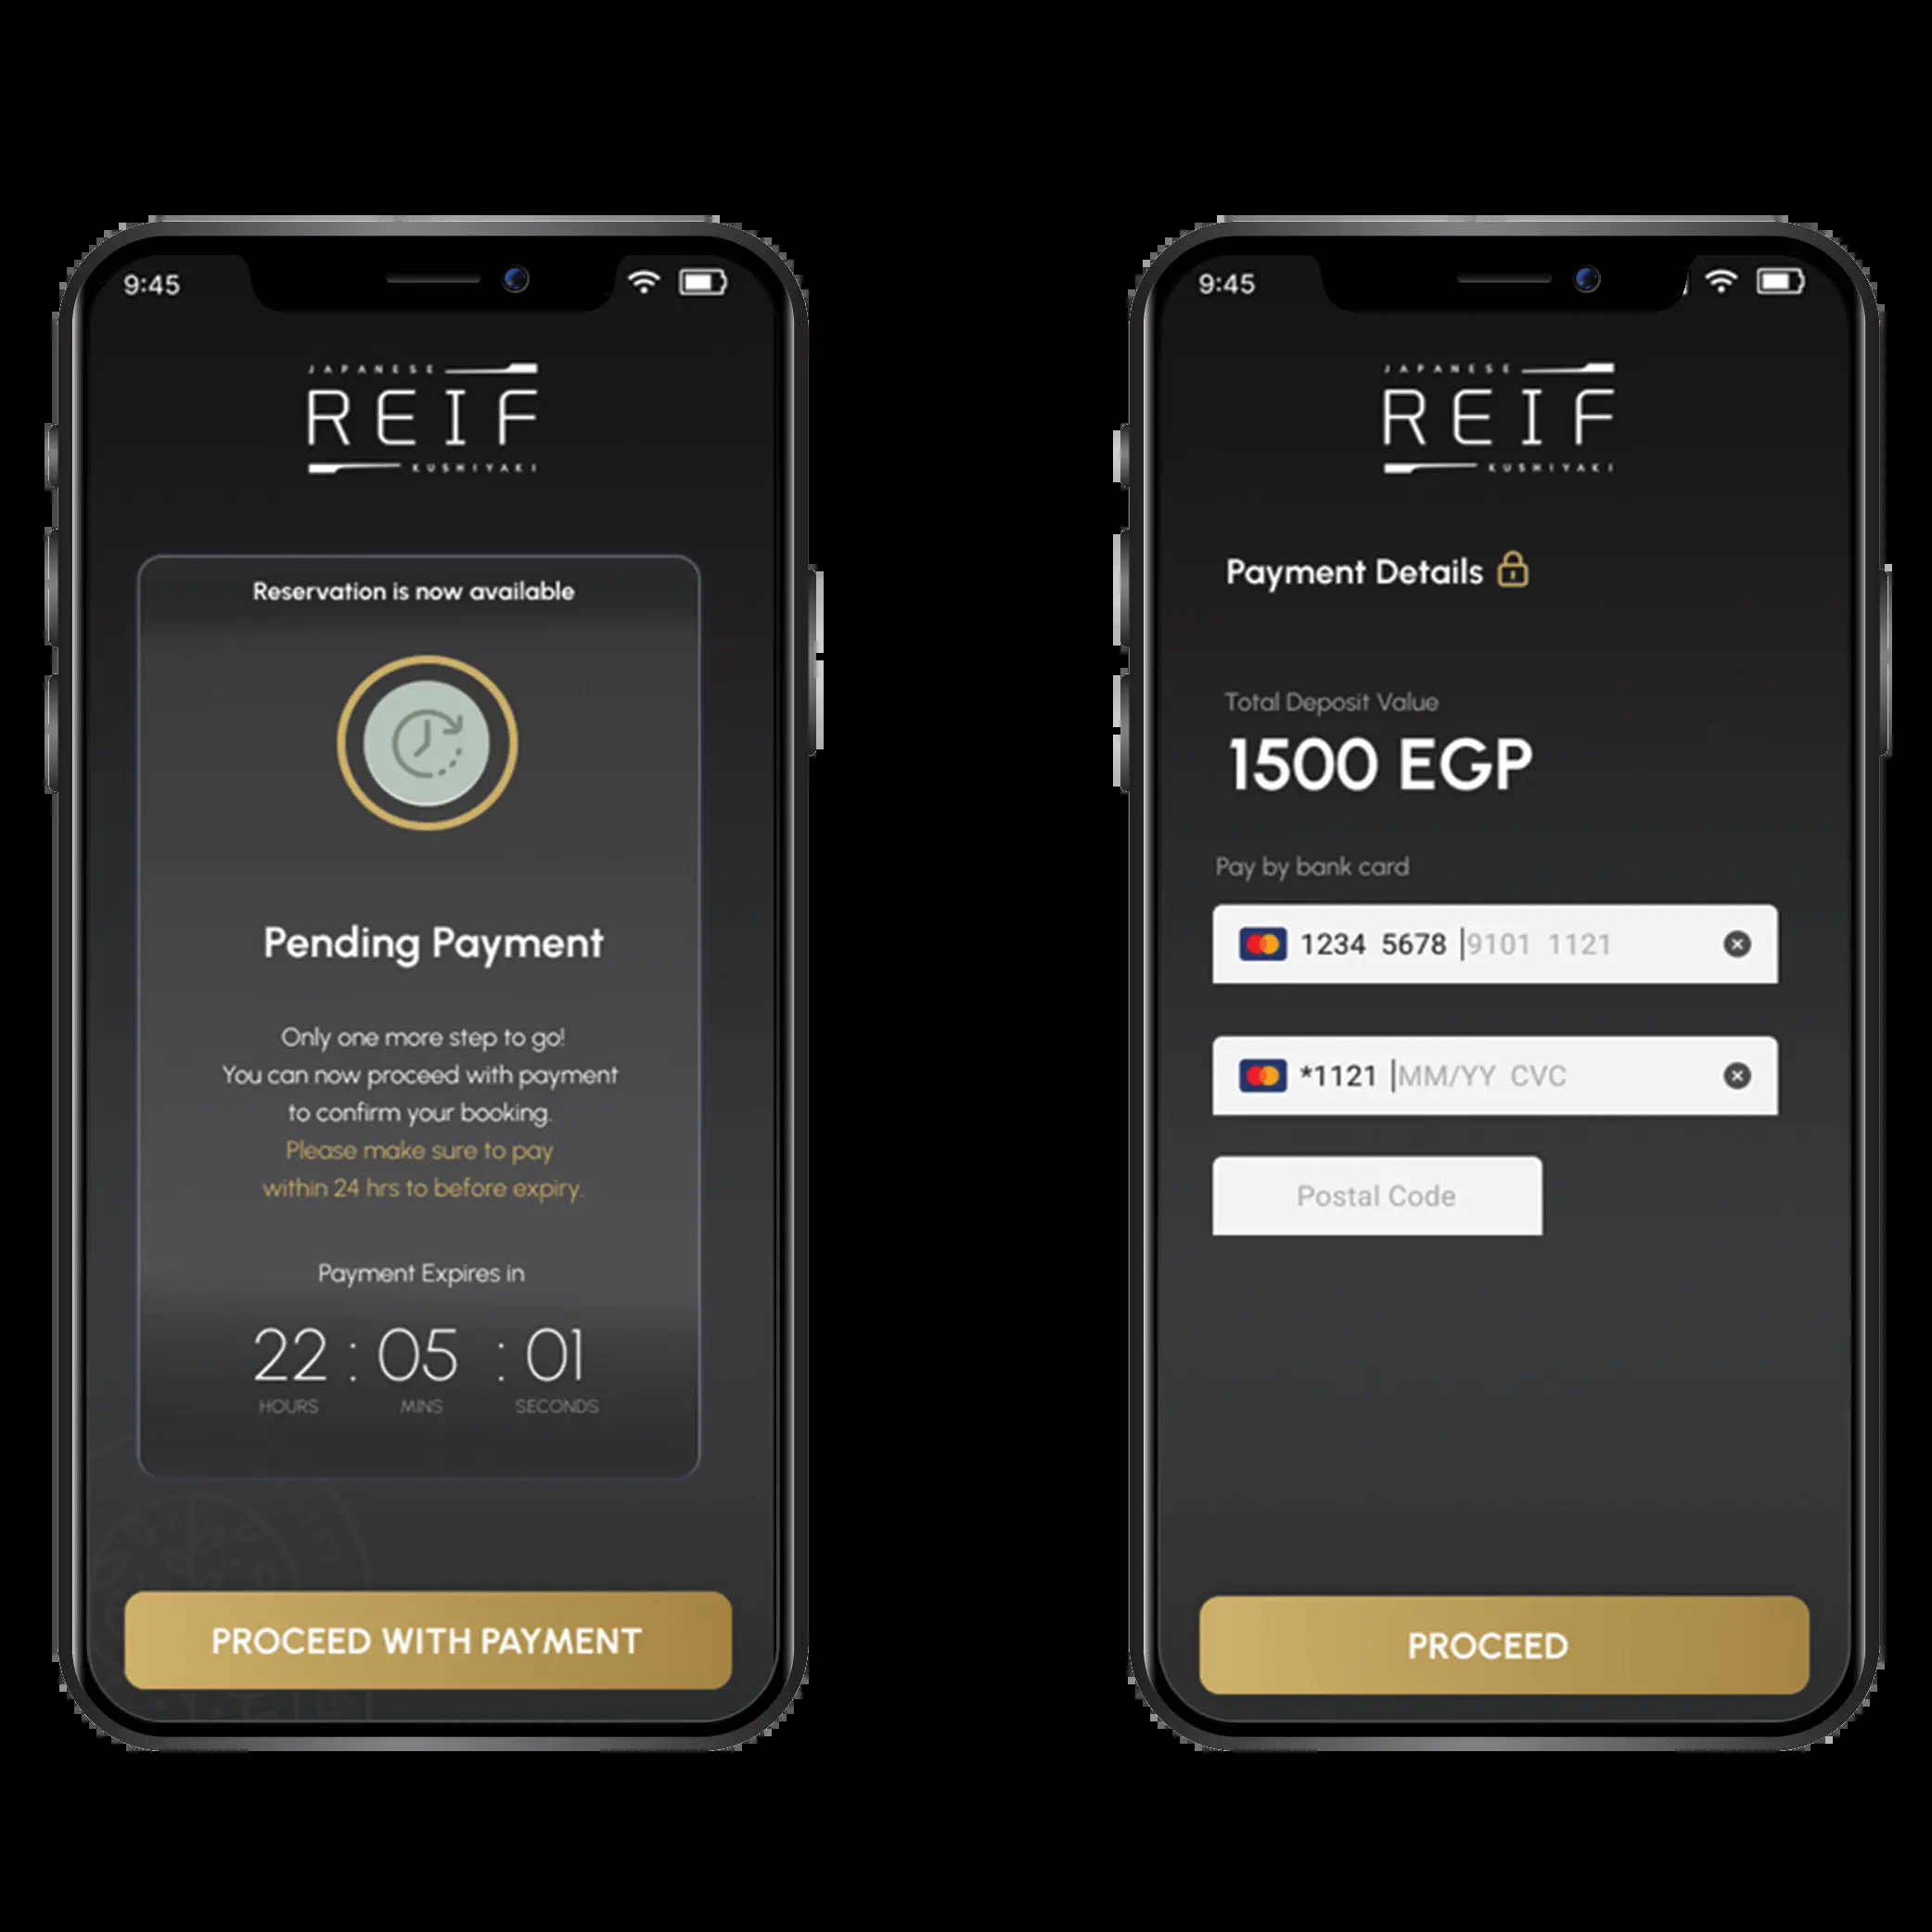 9:45
JAPANESE
REIF
KUSHIYAKI
Reservation is now available
Pending Payment
Only one more step to go!
You can now proceed with payment
to confirm your booking.
Please make sure to pay
within 24 hrs to before expiry.
Payment Expires in
22 : 05 : 01
HOURS MINS SECONDS
PROCEED WITH PAYMENT
9:45
JAPANESE
REIF
KUSHIYAKI
Payment Details
Total Deposit Value
1500 EGP
Pay by bank card
1234 5678 9101 1121
*1121 MM/YY CVC
Postal Code
PROCEED